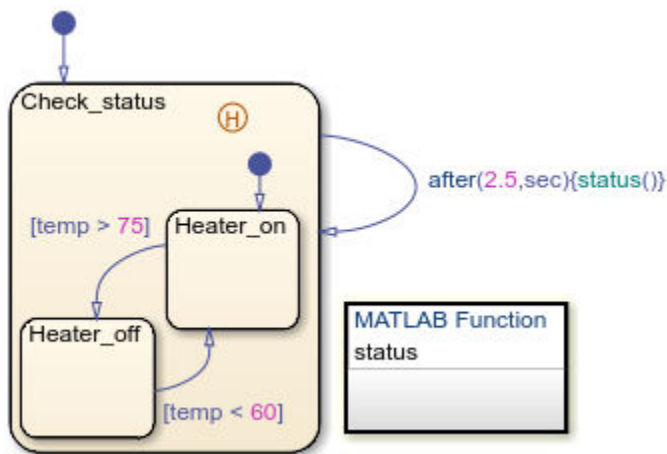 Check_status
H
after(2.5,sec){status()}
[temp > 75]
Heater_on
Heater_off
[temp < 60]
MATLAB Function
status